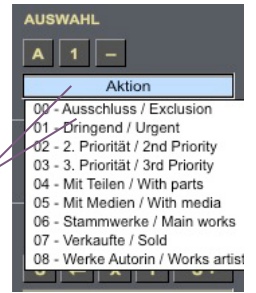 AUSWAHL
A 1 –
Aktion
00 - Ausschluss / Exclusion
01 - Dringend / Urgent
02 - 2. Priorität / 2nd Priority
03 - 3. Priorität / 3rd Priority
04 - Mit Teilen / With parts
05 - Mit Medien / With media
06 - Stammwerke / Main works
07 - Verkaufte / Sold
08 - Werke Autorin / Works artist